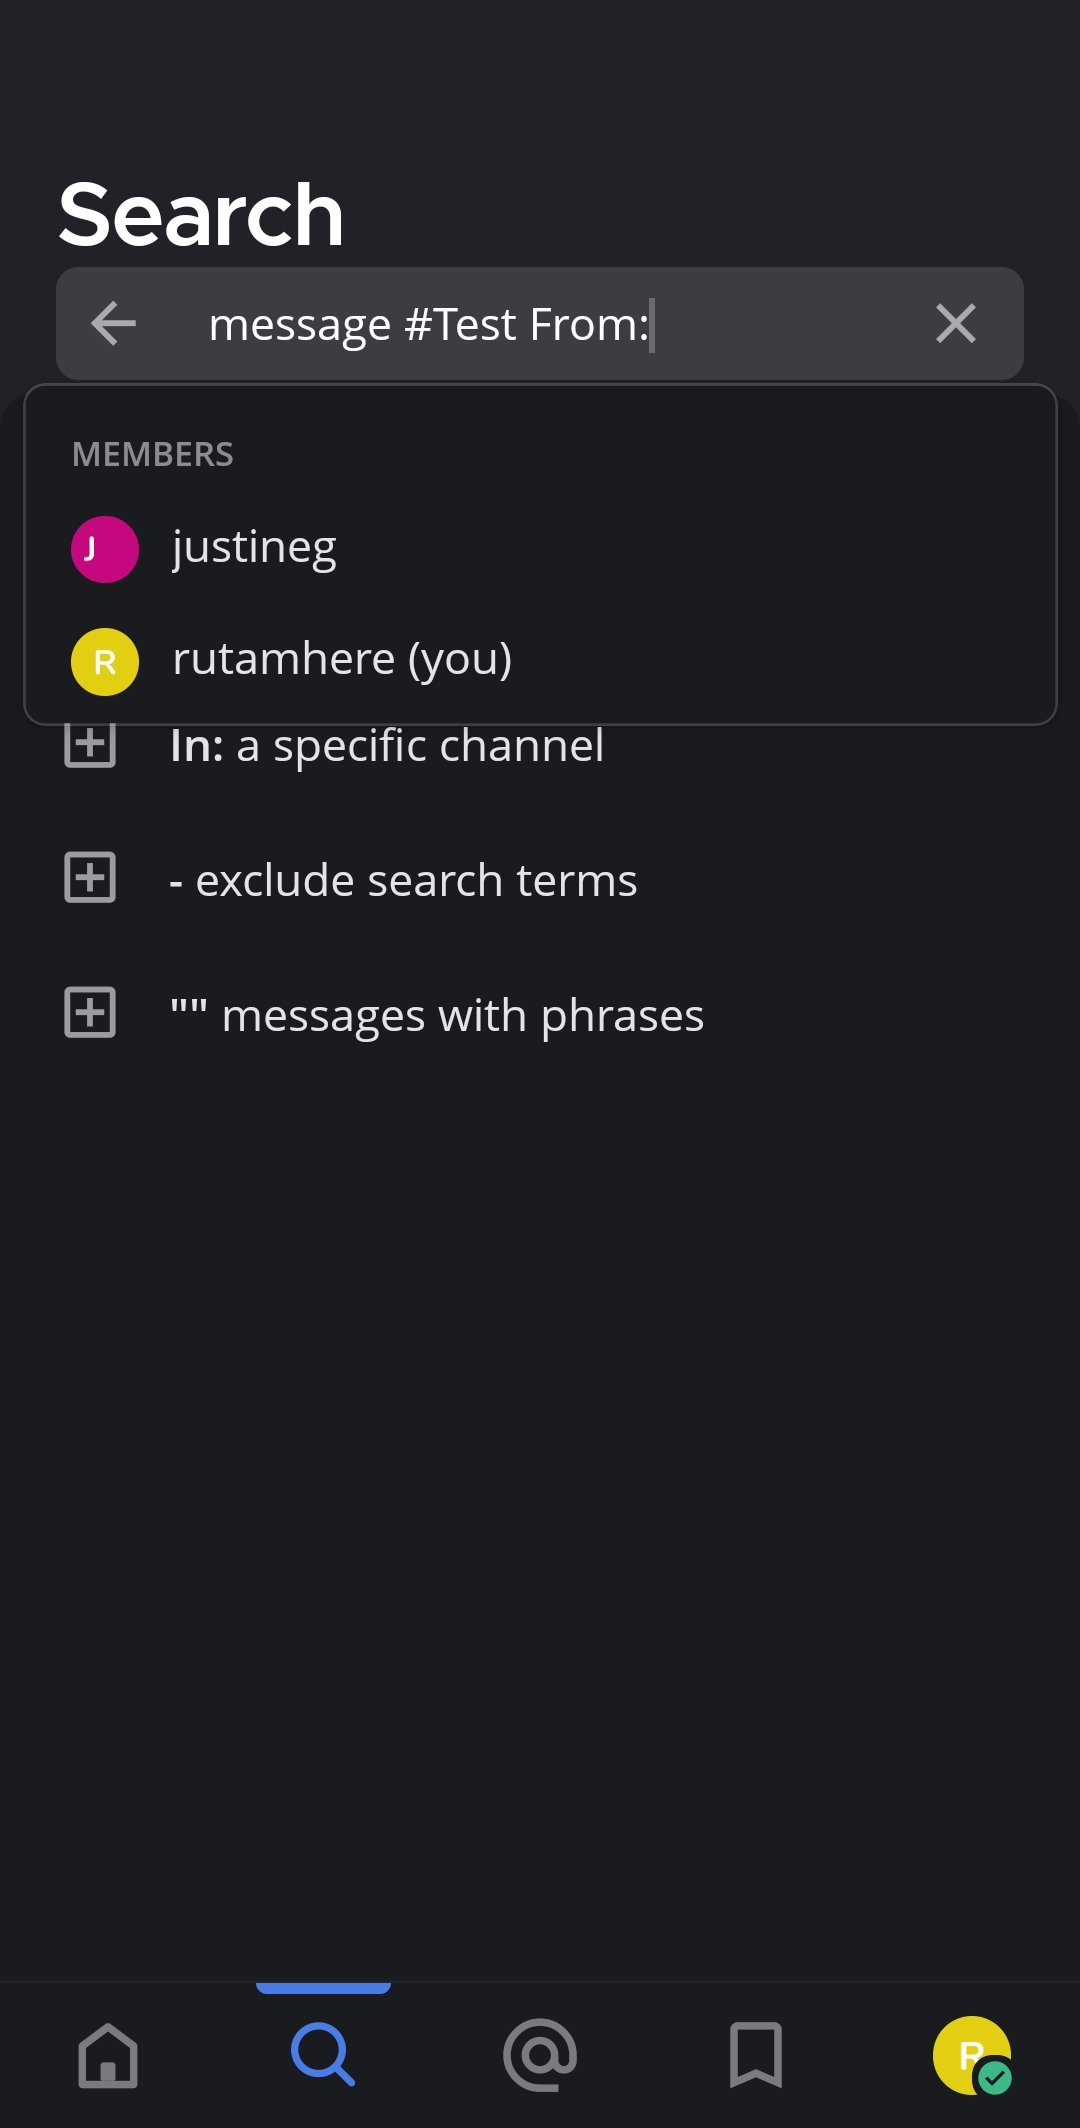 Search
message #Test From:
MEMBERS
J justineg
R rutamhere (you)
In: a specific channel
- exclude search terms
"" messages with phrases
R